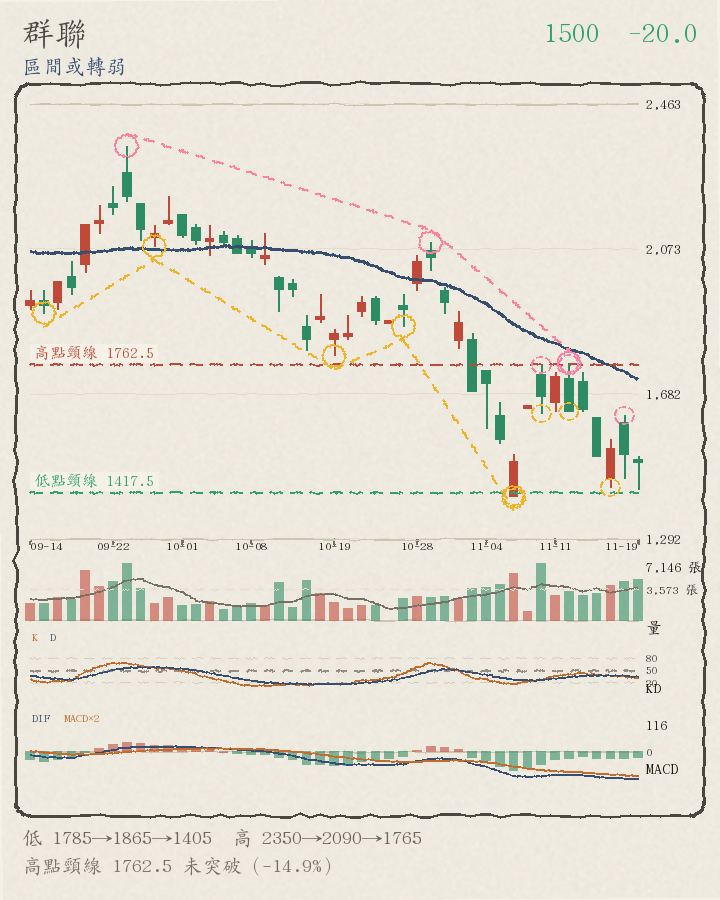 群聯
1500 -20.0
區間或轉弱
2,463
2,073
高點頸線 1762.5
1,682
低點頸線 1417.5
1,292
09-14 09-22 10-01 10-08 10-19 10-28 11-04 11-11 11-19
7,146 張
3,573 張
量
K D
80
50
20
KD
DIF MACD×2
116
0
MACD
低 1785→1865→1405 高 2350→2090→1765
高點頸線 1762.5 未突破 (-14.9%)